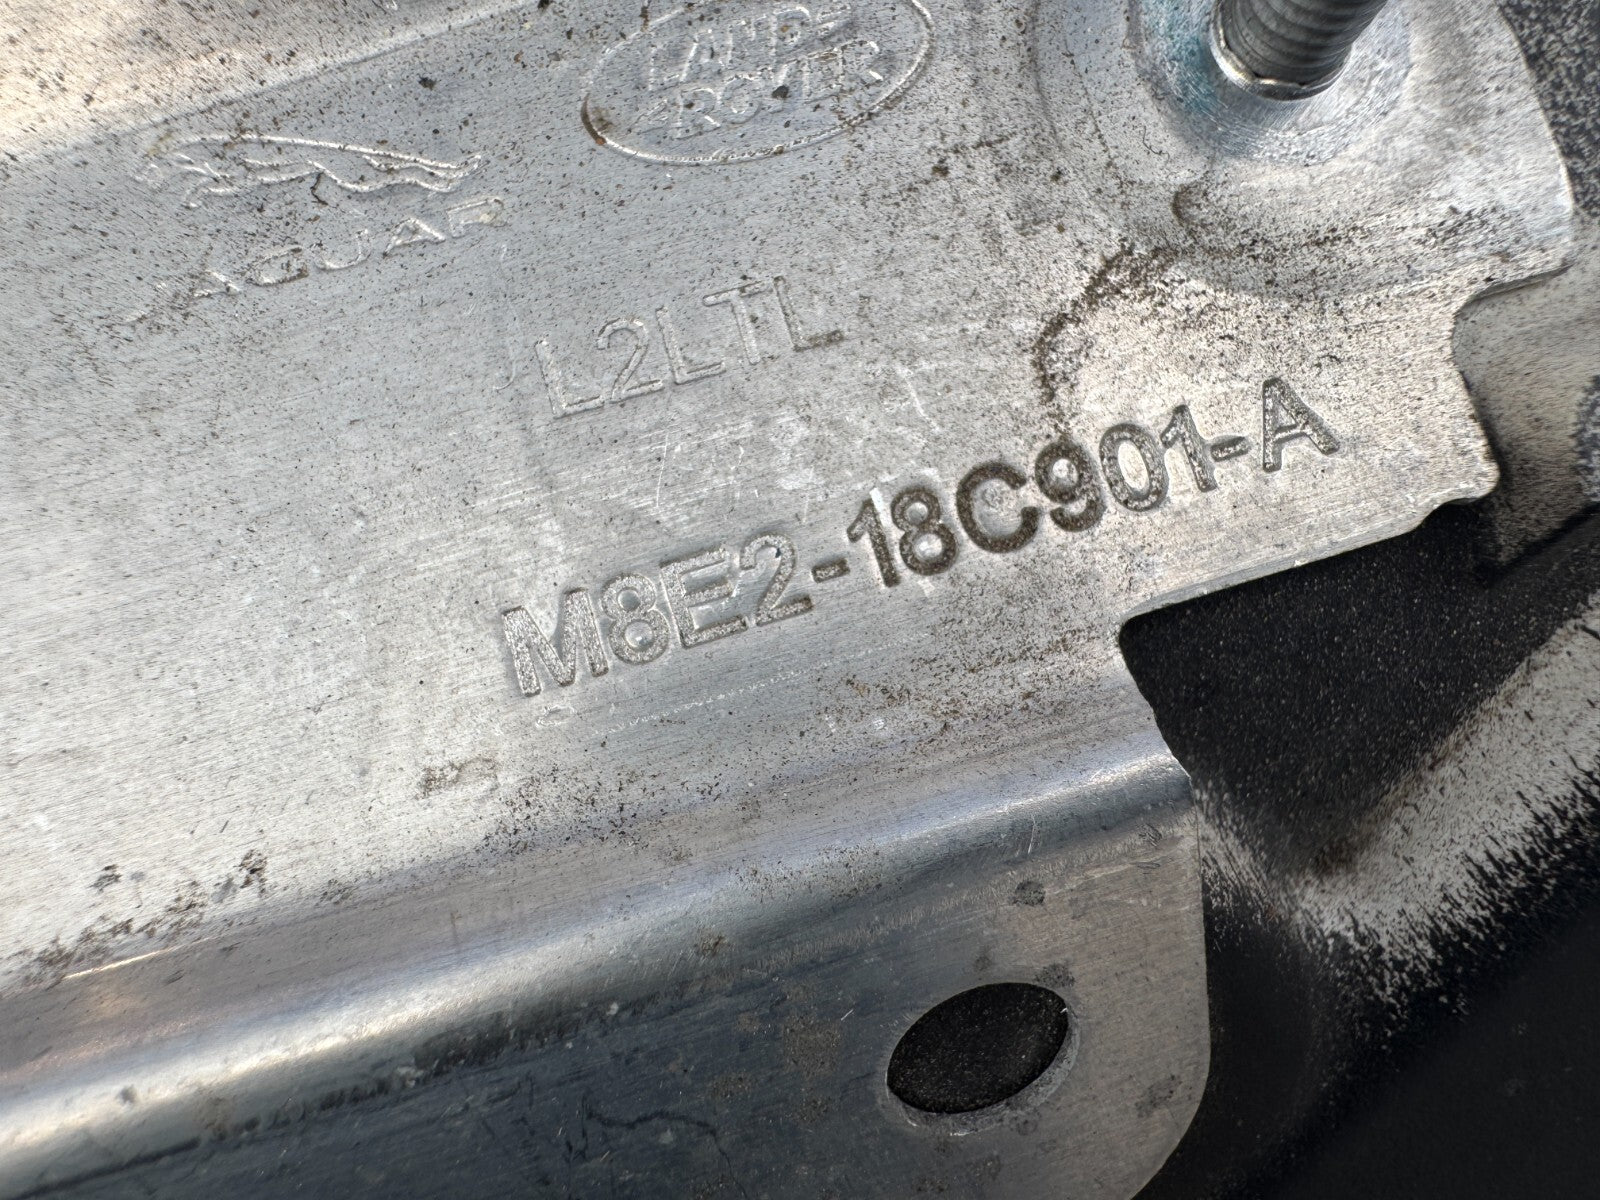 LAND-
ROVER
JAGUAR
L2LTL
M8E2-18C901-A